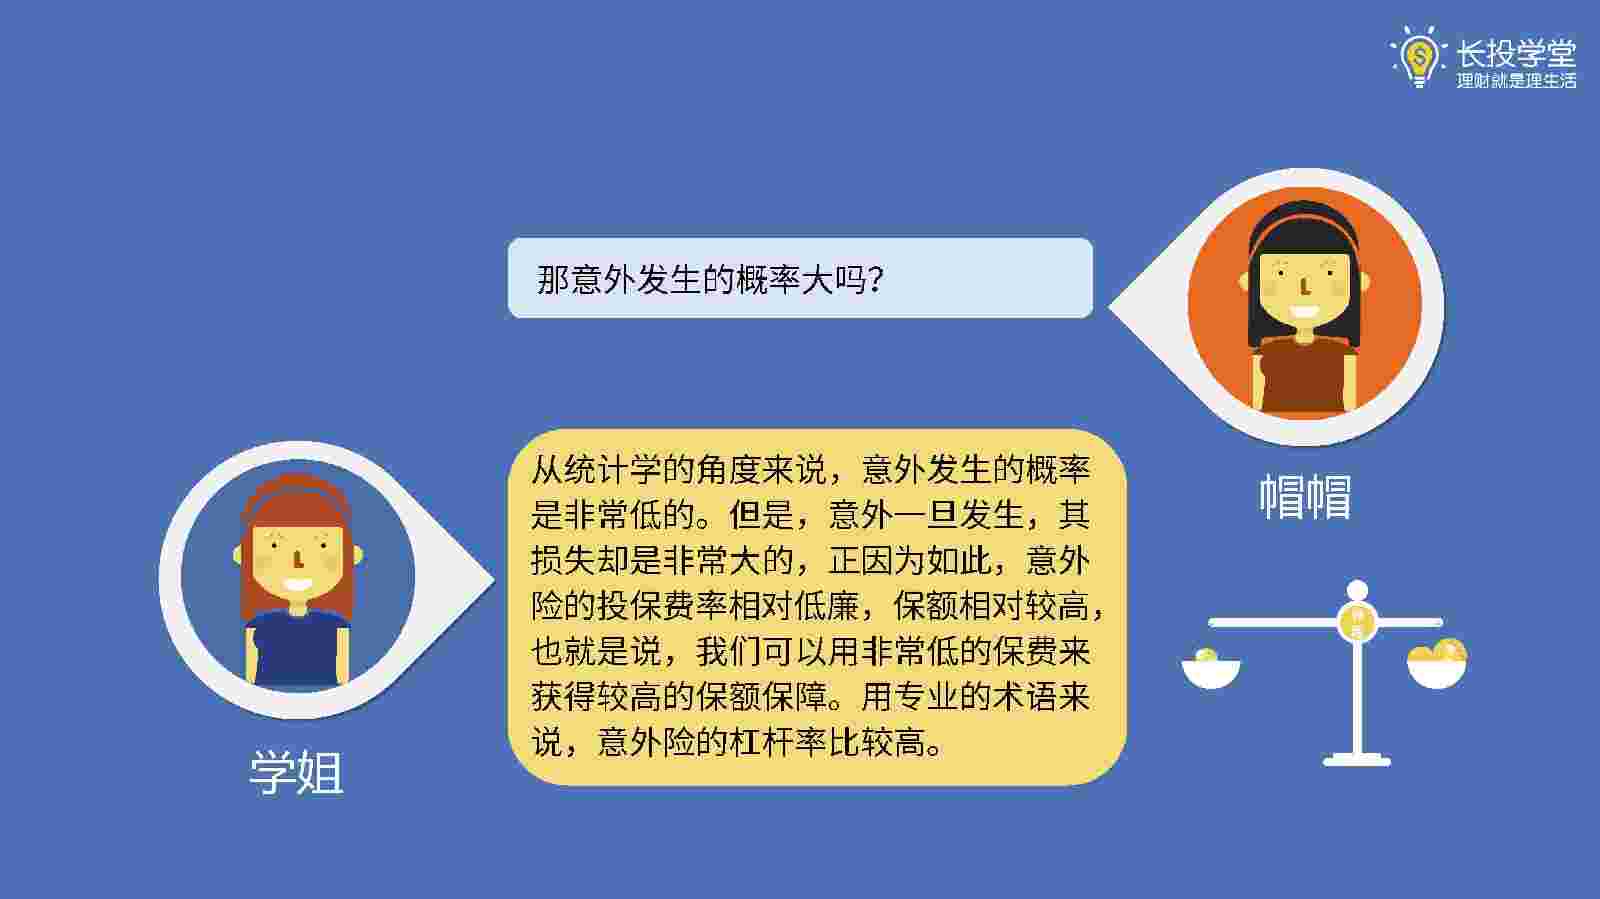 长投学堂
理财就是理生活
那意外发生的概率大吗？
帽帽
从统计学的角度来说，意外发生的概率
是非常低的。但是，意外一旦发生，其
损失却是非常大的，正因为如此，意外
险的投保费率相对低廉，保额相对较高，
也就是说，我们可以用非常低的保费来
获得较高的保额保障。用专业的术语来
说，意外险的杠杆率比较高。
学姐